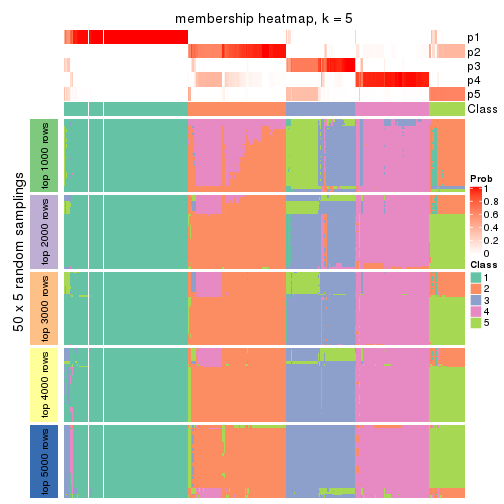 membership heatmap, k = 5
p1
p2
p3
p4
p5
Class
50 x 5 random samplings
top 1000 rows
top 2000 rows
top 3000 rows
top 4000 rows
top 5000 rows
Prob
1
0.8
0.6
0.4
0.2
0
Class
1
2
3
4
5